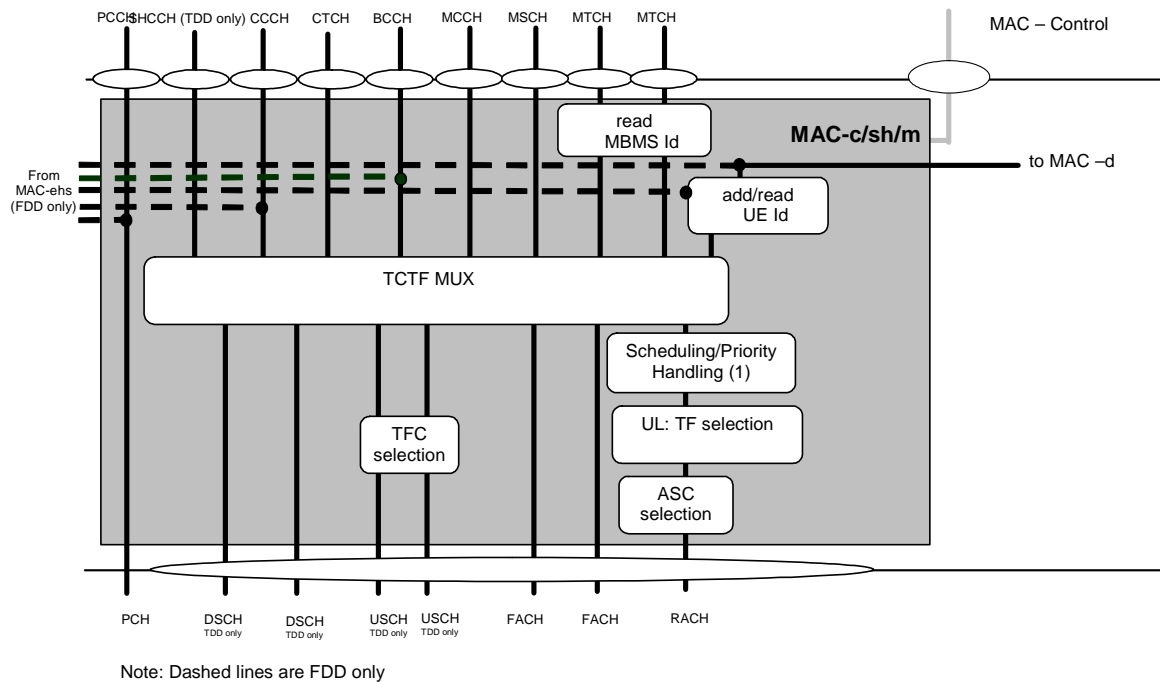 PCCH SHCCH (TDD only) CCCH CTCH BCCH MCCH MSCH MTCH MTCH
MAC – Control
read
MBMS Id
MAC-c/sh/m
From
MAC-ehs
(FDD only)
to MAC –d
add/read
UE Id
TCTF MUX
Scheduling/Priority
Handling (1)
UL: TF selection
TFC
selection
ASC
selection
PCH DSCH DSCH USCH USCH FACH FACH RACH
TDD only TDD only TDD only TDD only
Note: Dashed lines are FDD only